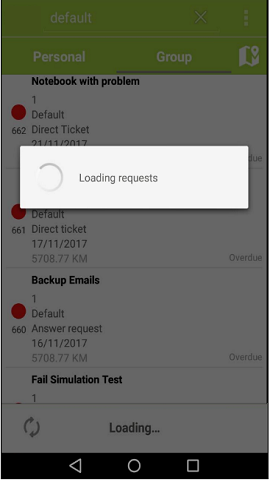 default
Personal Group
Notebook with problem
1
Default
662 Direct Ticket
21/11/2017
Loading requests
Default
661 Direct ticket
17/11/2017
5708.77 KM Overdue
Backup Emails
1
Default
660 Answer request
16/11/2017
5708.77 KM Overdue
Fail Simulation Test
1
Loading...